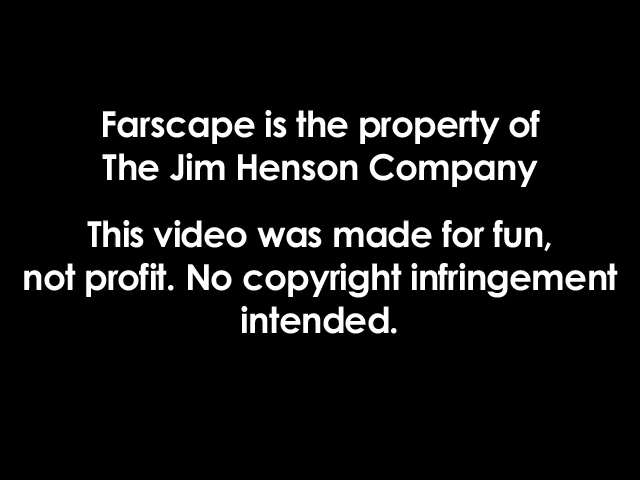 Farscape is the property of
The Jim Henson Company
This video was made for fun,
not profit. No copyright infringement
intended.